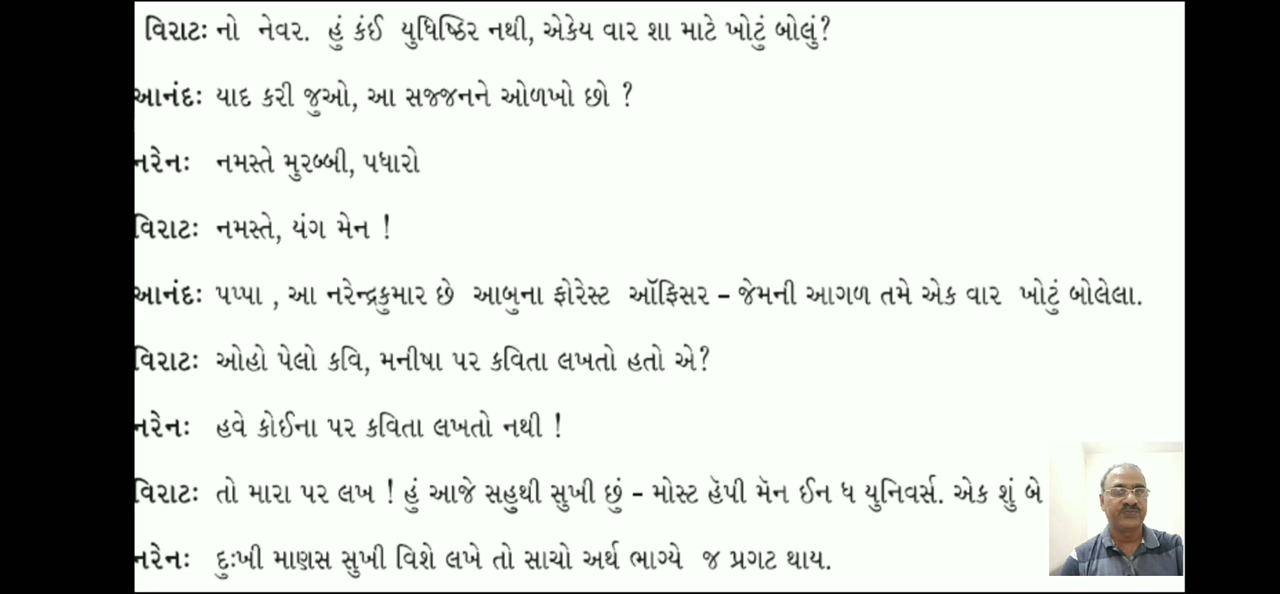 વિરાટઃ નો નેવર. હું કંઈ યુધિષ્ઠિર નથી, એકેય વાર શા માટે ખોટું બોલું?
આનંદઃ યાદ કરી જુઓ, આ સજ્જનને ઓળખો છો ?
નરેનઃ નમસ્તે મુરબ્બી, પધારો
વિરાટઃ નમસ્તે, યંગ મેન !
આનંદઃ પપ્પા , આ નરેન્દ્રકુમાર છે આબુના ફોરેસ્ટ ઑફિસર – જેમની આગળ તમે એક વાર ખોટું બોલેલા.
વિરાટઃ ઓહો પેલો કવિ, મનીષા પર કવિતા લખતો હતો એ?
નરેનઃ હવે કોઈના પર કવિતા લખતો નથી !
વિરાટઃ તો મારા પર લખ ! હું આજે સહુથી સુખી છું – મોસ્ટ હૅપી મૅન ઈન ધ યુનિવર્સ. એક શું બે
નરેનઃ દુઃખી માણસ સુખી વિશે લખે તો સાચો અર્થ ભાગ્યે જ પ્રગટ થાય.